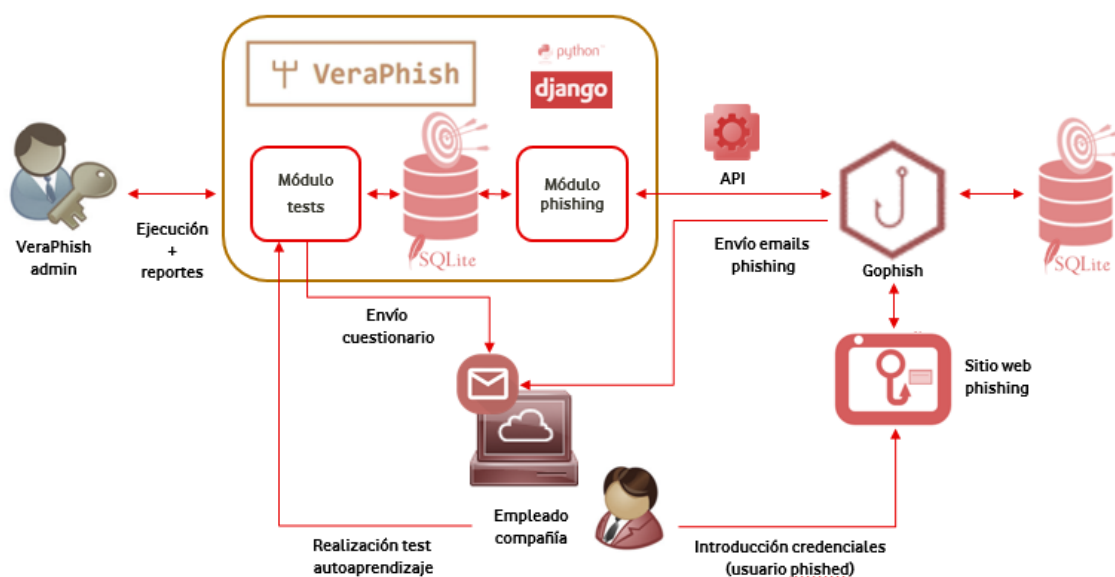 VeraPhish
python
django
Módulo
tests
SQLite
Módulo
phishing
API
VeraPhish
admin
Ejecución
+
reportes
Envío emails
phishing
Gophish
SQLite
Envío
cuestionario
Sitio web
phishing
Empleado
compañía
Realización test
autoaprendizaje
Introducción credenciales
(usuario phished)